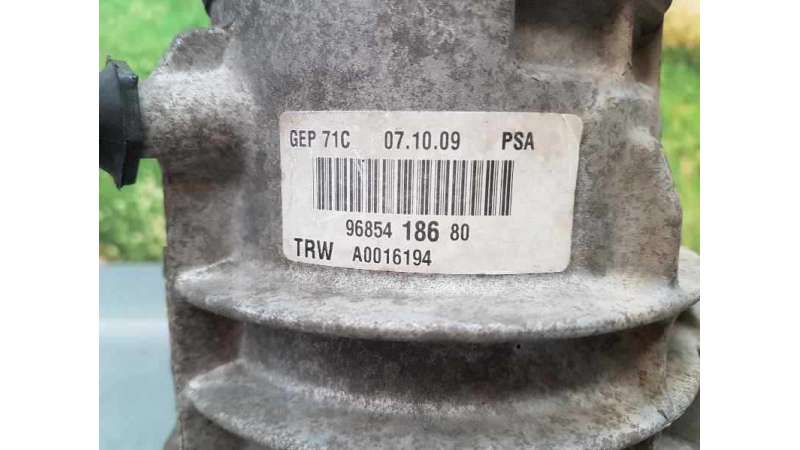 GEP 71C 07.10.09 PSA
96854 186 80
TRW A0016194